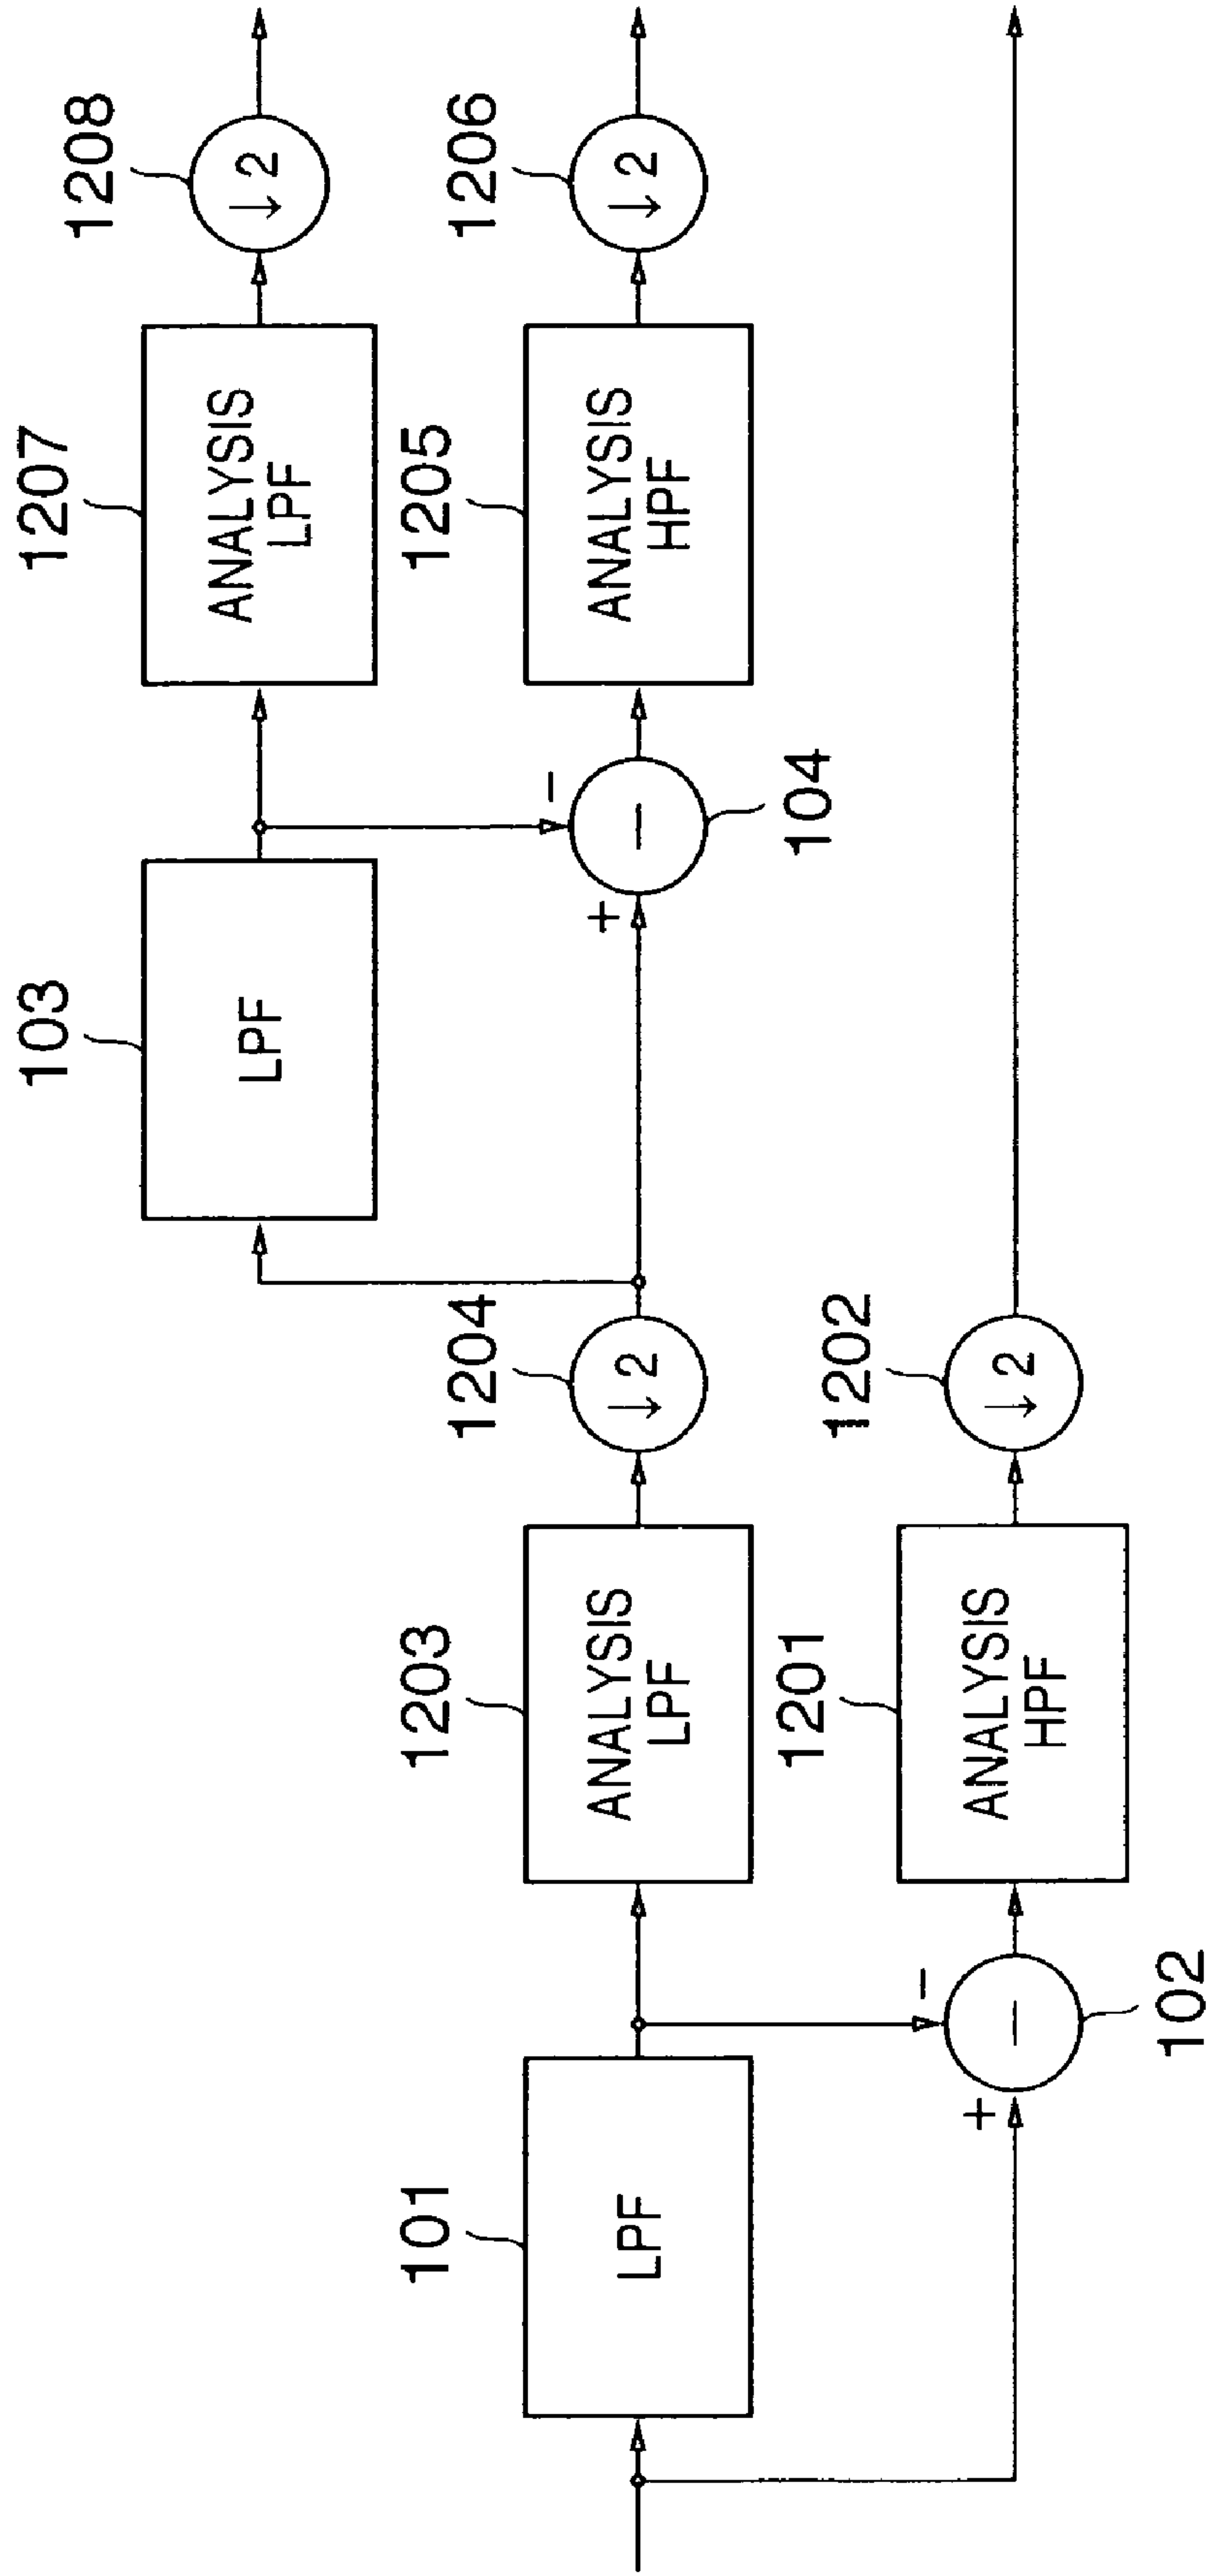 1208
↓ 2
1206
↓ 2
1207
ANALYSIS
LPF
1205
ANALYSIS
HPF
-
—
104
+
103
LPF
1204
↓ 2
1202
↓ 2
1203
ANALYSIS
LPF
1201
ANALYSIS
HPF
-
—
102
+
101
LPF